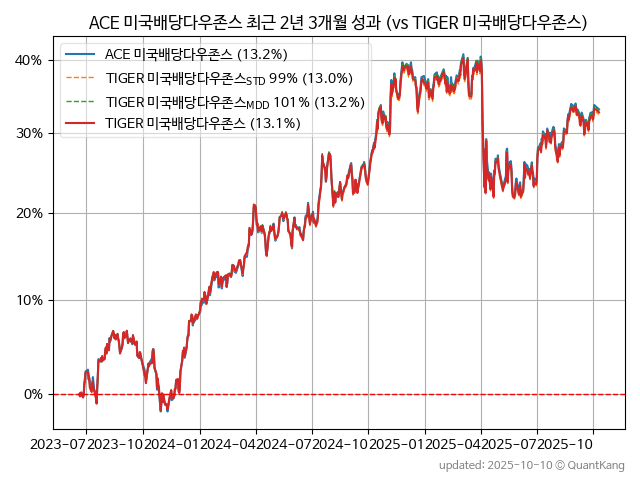 ACE 미국배당다우존스 최근 2년 3개월 성과 (vs TIGER 미국배당다우존스)
ACE 미국배당다우존스 (13.2%)
TIGER 미국배당다우존스STD 99% (13.0%)
TIGER 미국배당다우존스MDD 101% (13.2%)
TIGER 미국배당다우존스 (13.1%)
40%
30%
20%
10%
0%
2023-07 2023-10 2024-01 2024-04 2024-07 2024-10 2025-01 2025-04 2025-07 2025-10
updated: 2025-10-10 © QuantKang